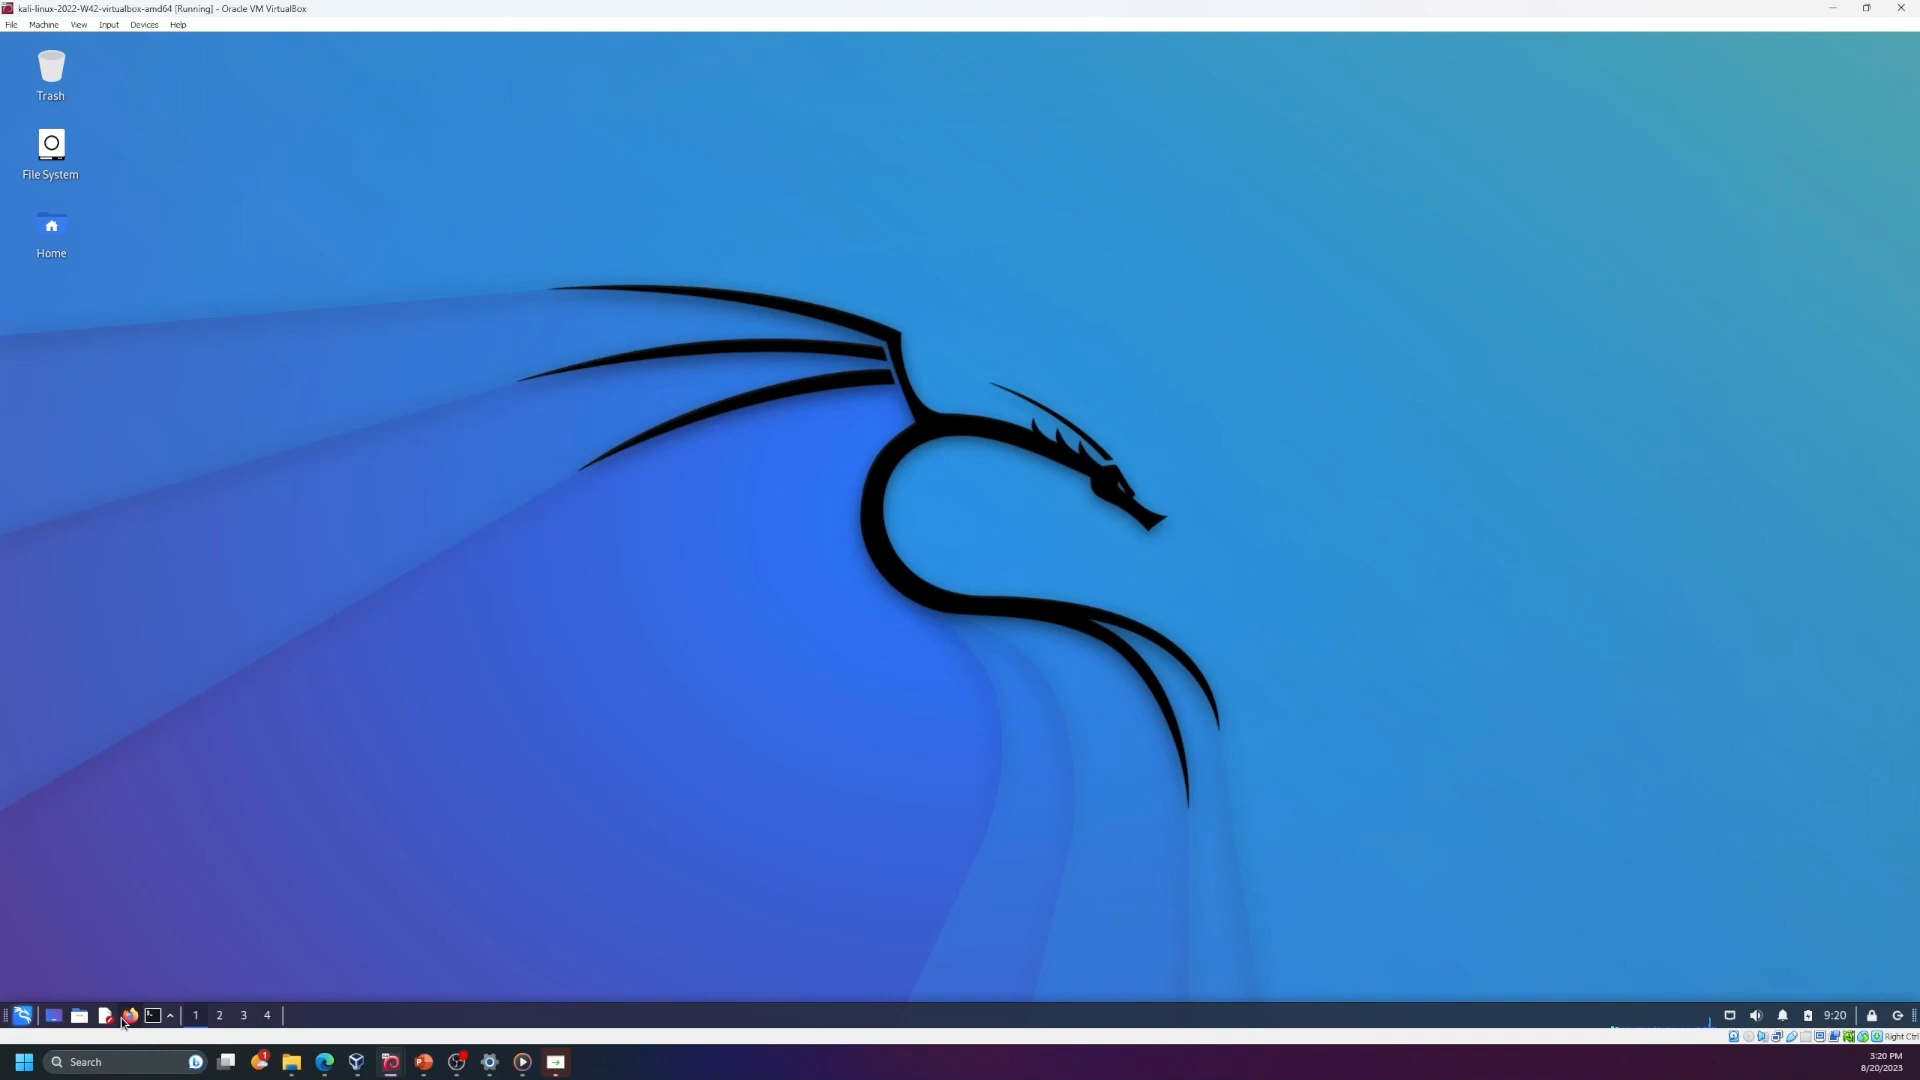 kali-linux-2022-W42-virtualbox-amd64 [Running] - Oracle VM VirtualBox
File Machine View Input Devices Help
Trash
File System
Home
1 2 3 4
9:20
Right Ctrl
Search
1
3:20 PM
8/20/2023